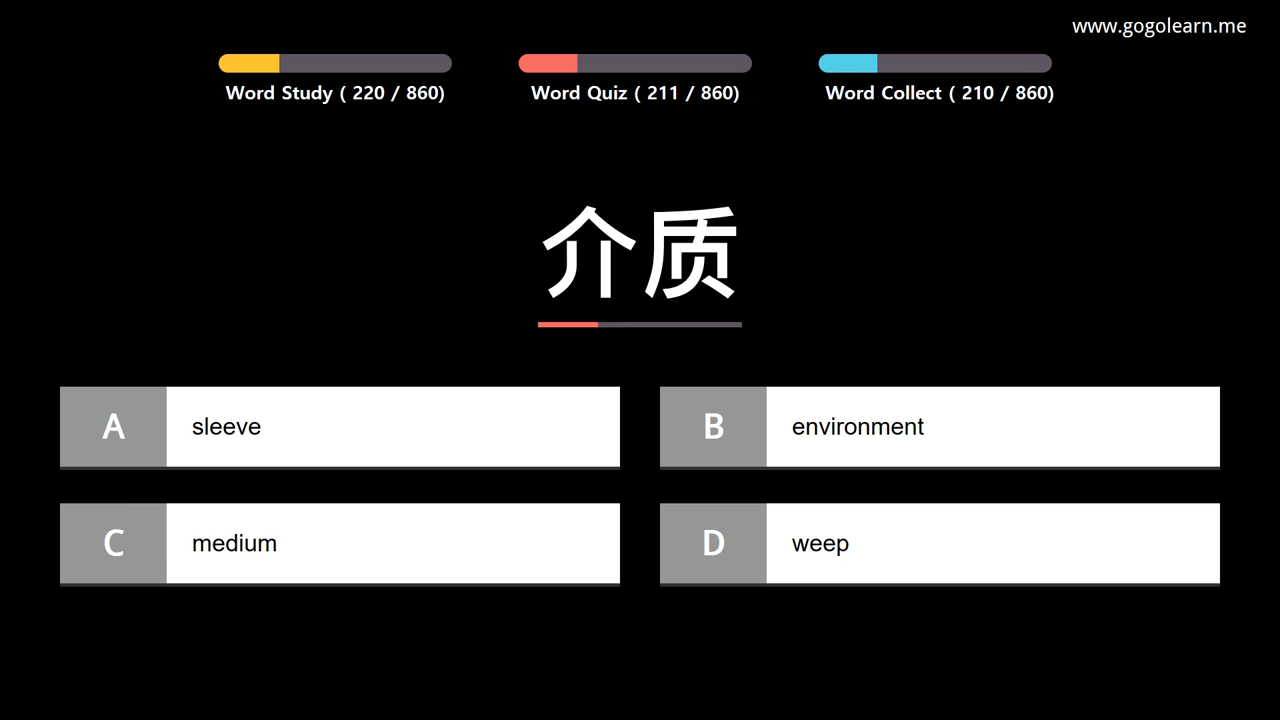 www.gogolearn.me
Word Study ( 220 / 860)
Word Quiz ( 211 / 860)
Word Collect ( 210 / 860)
介质
A sleeve
B environment
C medium
D weep